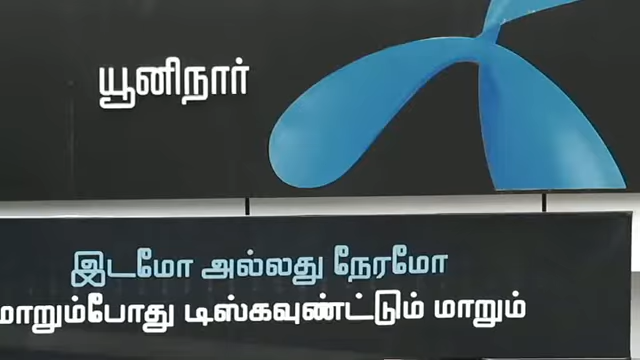 யூனிநார்
இடமோ அல்லது நேரமோ
மாறும்போது டிஸ்கவுண்ட்டும் மாறும்